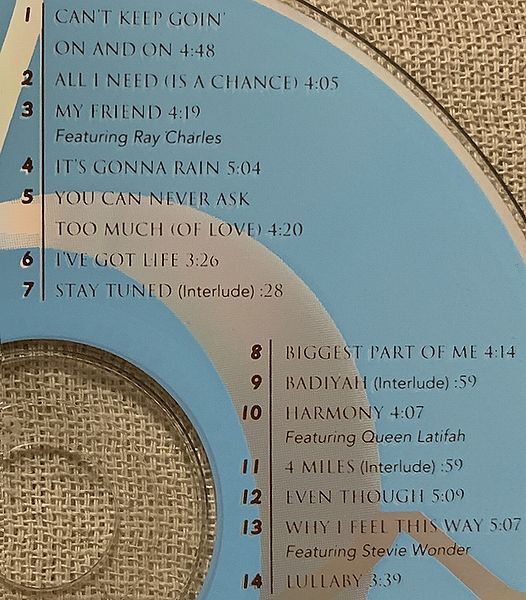 1 CAN'T KEEP GOIN'
ON AND ON 4:48
2 ALL I NEED (IS A CHANCE) 4:05
3 MY FRIEND 4:19
Featuring Ray Charles
4 IT'S GONNA RAIN 5:04
5 YOU CAN NEVER ASK
TOO MUCH (OF LOVE) 4:20
6 I'VE GOT LIFE 3:26
7 STAY TUNED (Interlude) :28
8 BIGGEST PART OF ME 4:14
9 BADIYAH (Interlude) :59
10 HARMONY 4:07
Featuring Queen Latifah
11 4 MILES (Interlude) :59
12 EVEN THOUGH 5:09
13 WHY I FEEL THIS WAY 5:07
Featuring Stevie Wonder
14 LULLABY 3:39